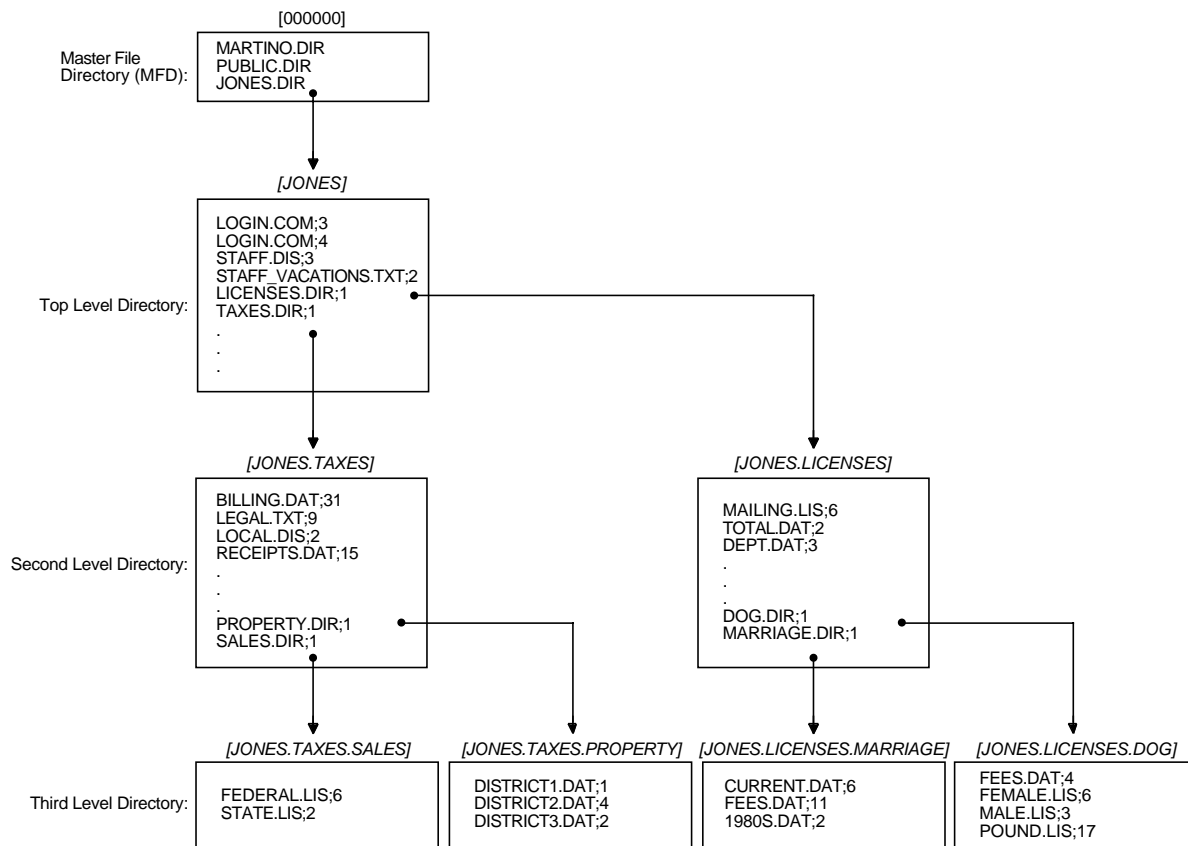 [000000]
Master File
Directory (MFD):
MARTINO.DIR
PUBLIC.DIR
JONES.DIR
[JONES]
Top Level Directory:
LOGIN.COM;3
LOGIN.COM;4
STAFF.DIS;3
STAFF_VACATIONS.TXT;2
LICENSES.DIR;1
TAXES.DIR;1
.
.
.
[JONES.TAXES]
Second Level Directory:
BILLING.DAT;31
LEGAL.TXT;9
LOCAL.DIS;2
RECEIPTS.DAT;15
.
.
.
PROPERTY.DIR;1
SALES.DIR;1
[JONES.LICENSES]
MAILING.LIS;6
TOTAL.DAT;2
DEPT.DAT;3
.
.
.
DOG.DIR;1
MARRIAGE.DIR;1
Third Level Directory:
[JONES.TAXES.SALES]
FEDERAL.LIS;6
STATE.LIS;2
[JONES.TAXES.PROPERTY]
DISTRICT1.DAT;1
DISTRICT2.DAT;4
DISTRICT3.DAT;2
[JONES.LICENSES.MARRIAGE]
CURRENT.DAT;6
FEES.DAT;11
1980S.DAT;2
[JONES.LICENSES.DOG]
FEES.DAT;4
FEMALE.LIS;6
MALE.LIS;3
POUND.LIS;17